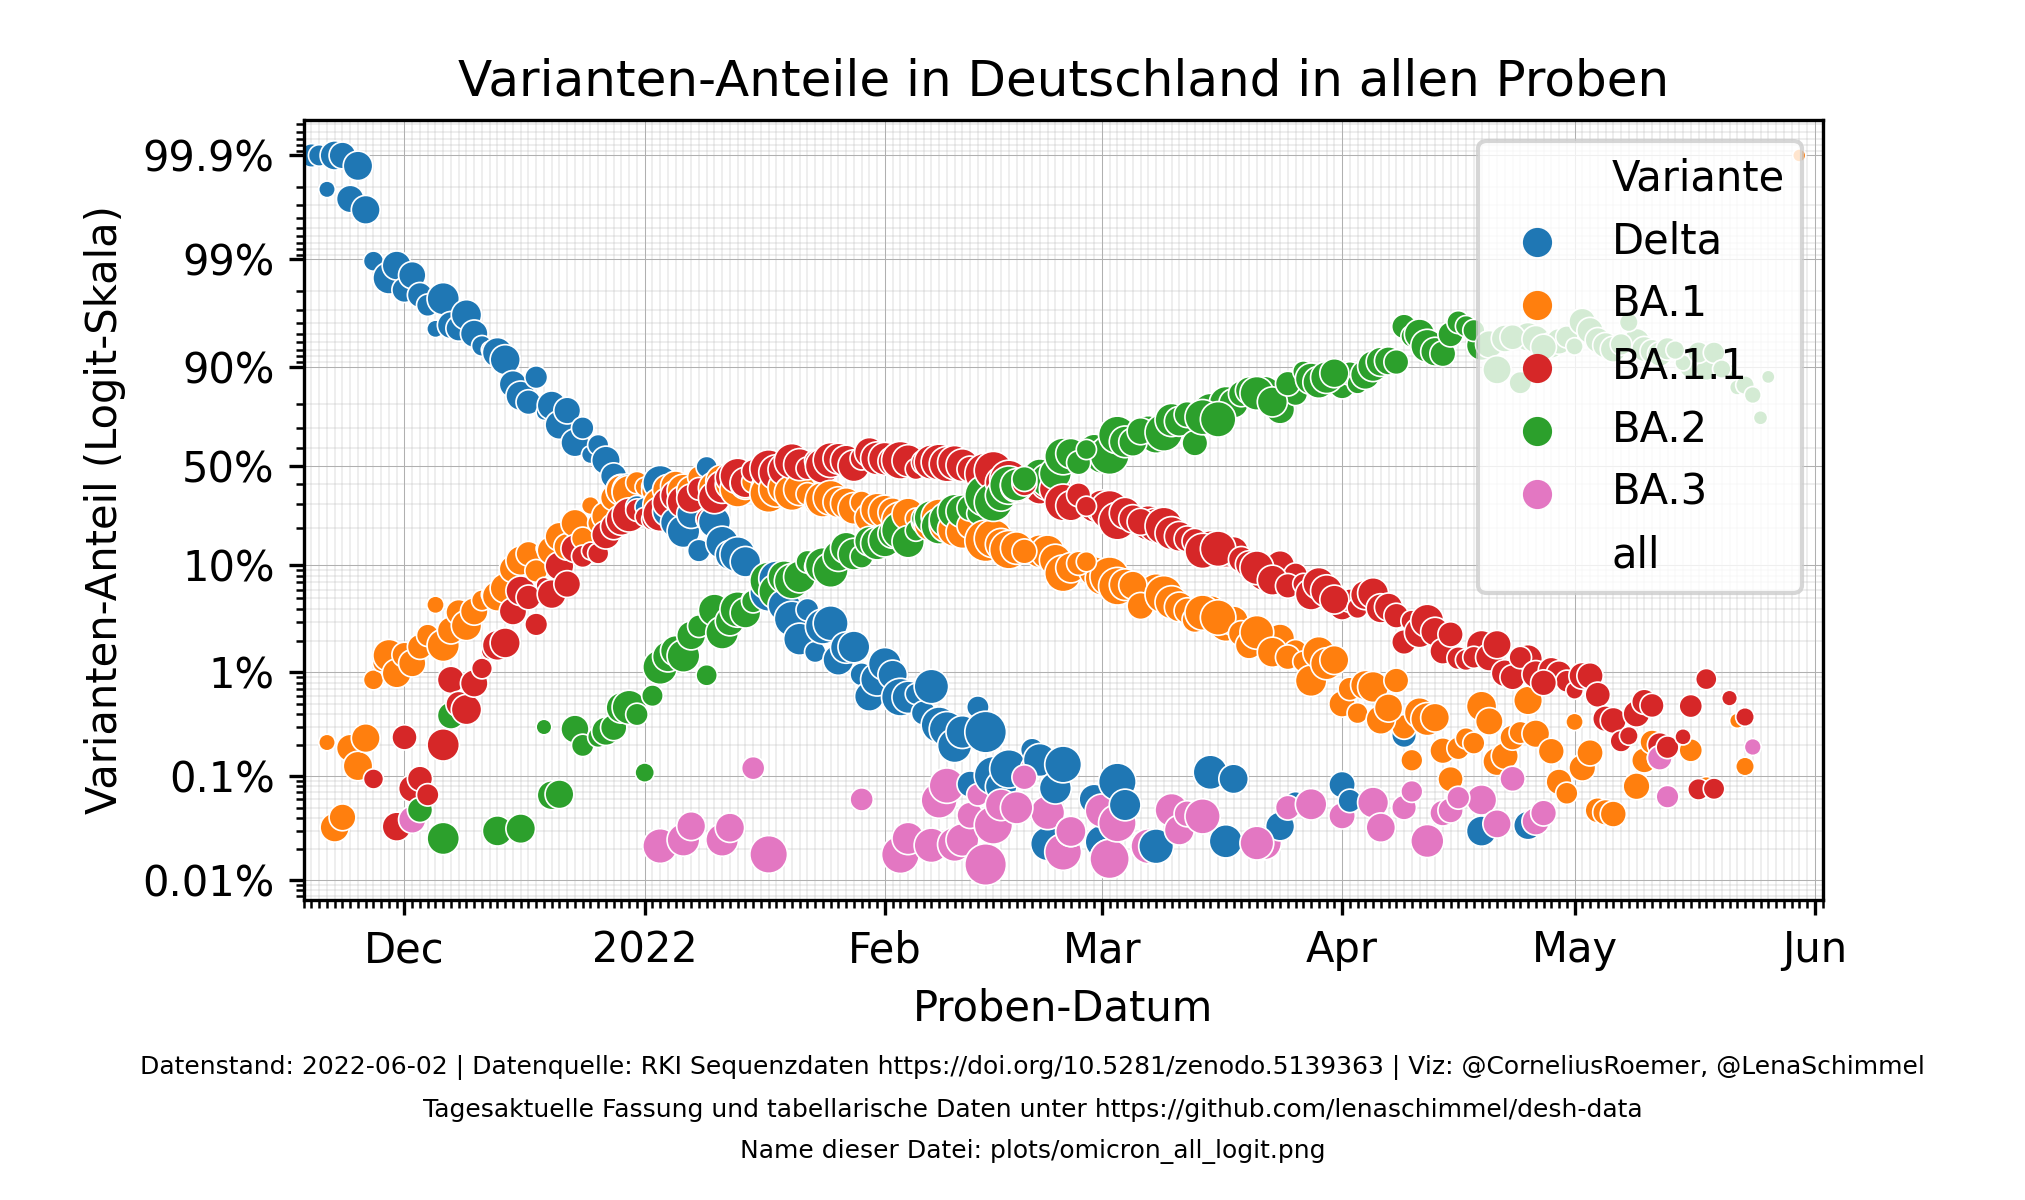 Varianten-Anteile in Deutschland in allen Proben
Varianten-Anteil (Logit-Skala)
99.9%
99%
90%
50%
10%
1%
0.1%
0.01%
Variante
Delta
BA.1
BA.1.1
BA.2
BA.3
all
Dec
2022
Feb
Mar
Apr
May
Jun
Proben-Datum
Datenstand: 2022-06-02 | Datenquelle: RKI Sequenzdaten https://doi.org/10.5281/zenodo.5139363 | Viz: @CorneliusRoemer, @LenaSchimmel
Tagesaktuelle Fassung und tabellarische Daten unter https://github.com/lenaschimmel/desh-data
Name dieser Datei: plots/omicron_all_logit.png